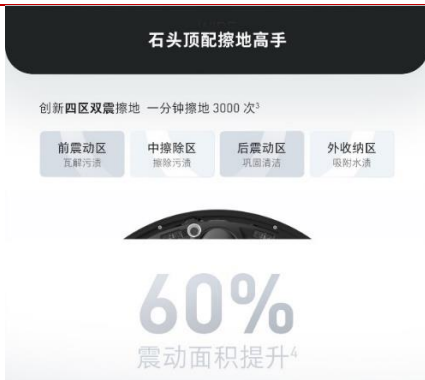 石头顶配擦地高手
创新四区双震擦地 一分钟擦地 3000 次³
前震动区 中擦除区 后震动区 外收纳区
瓦解污渍 擦除污渍 巩固清洁 吸附水渍
60%
震动面积提升⁴